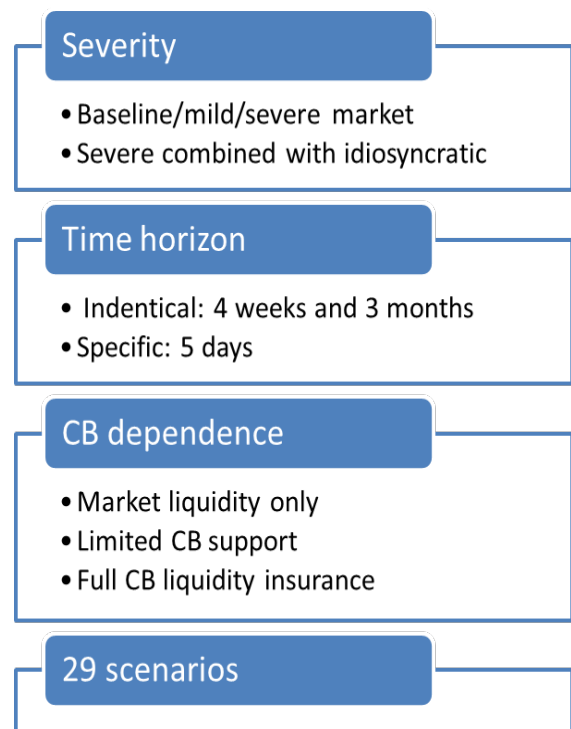 Severity
• Baseline/mild/severe market
• Severe combined with idiosyncratic
Time horizon
• Indentical: 4 weeks and 3 months
• Specific: 5 days
CB dependence
• Market liquidity only
• Limited CB support
• Full CB liquidity insurance
29 scenarios